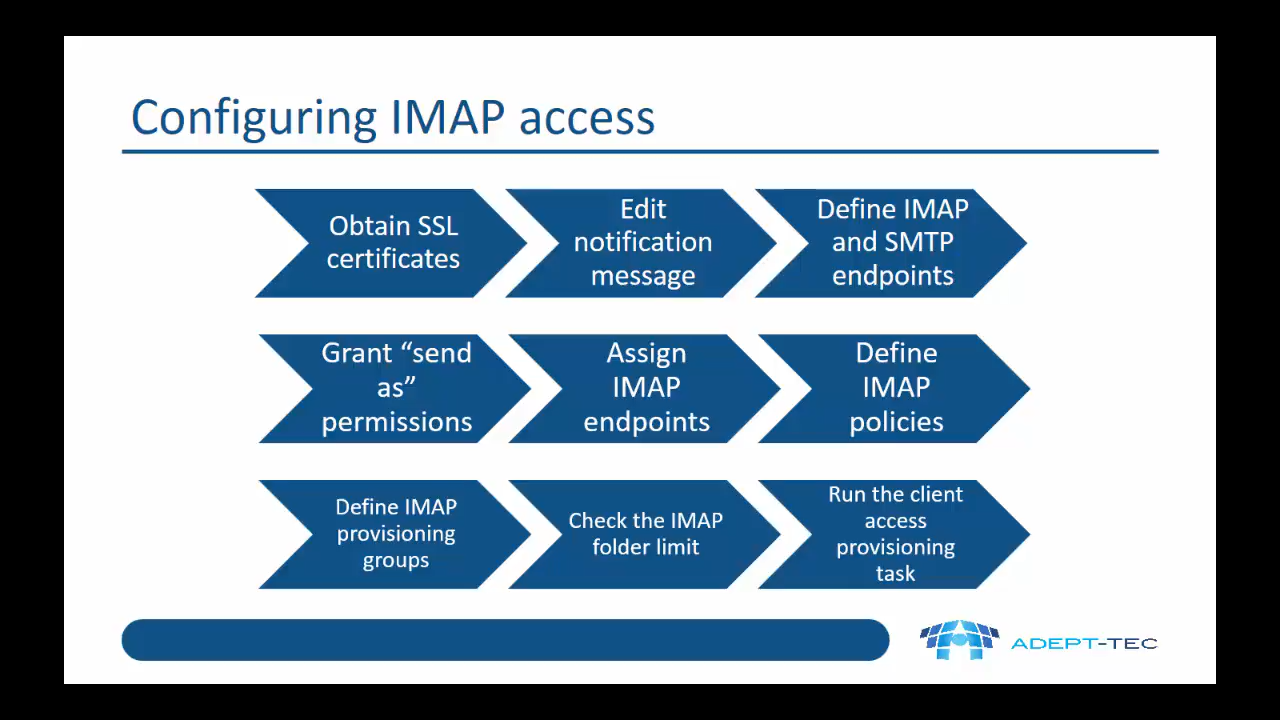 Configuring IMAP access
Obtain SSL
certificates
Edit
notification
message
Define IMAP
and SMTP
endpoints
Grant “send
as”
permissions
Assign
IMAP
endpoints
Define
IMAP
policies
Define IMAP
provisioning
groups
Check the IMAP
folder limit
Run the client
access
provisioning
task
ADEPT-TEC